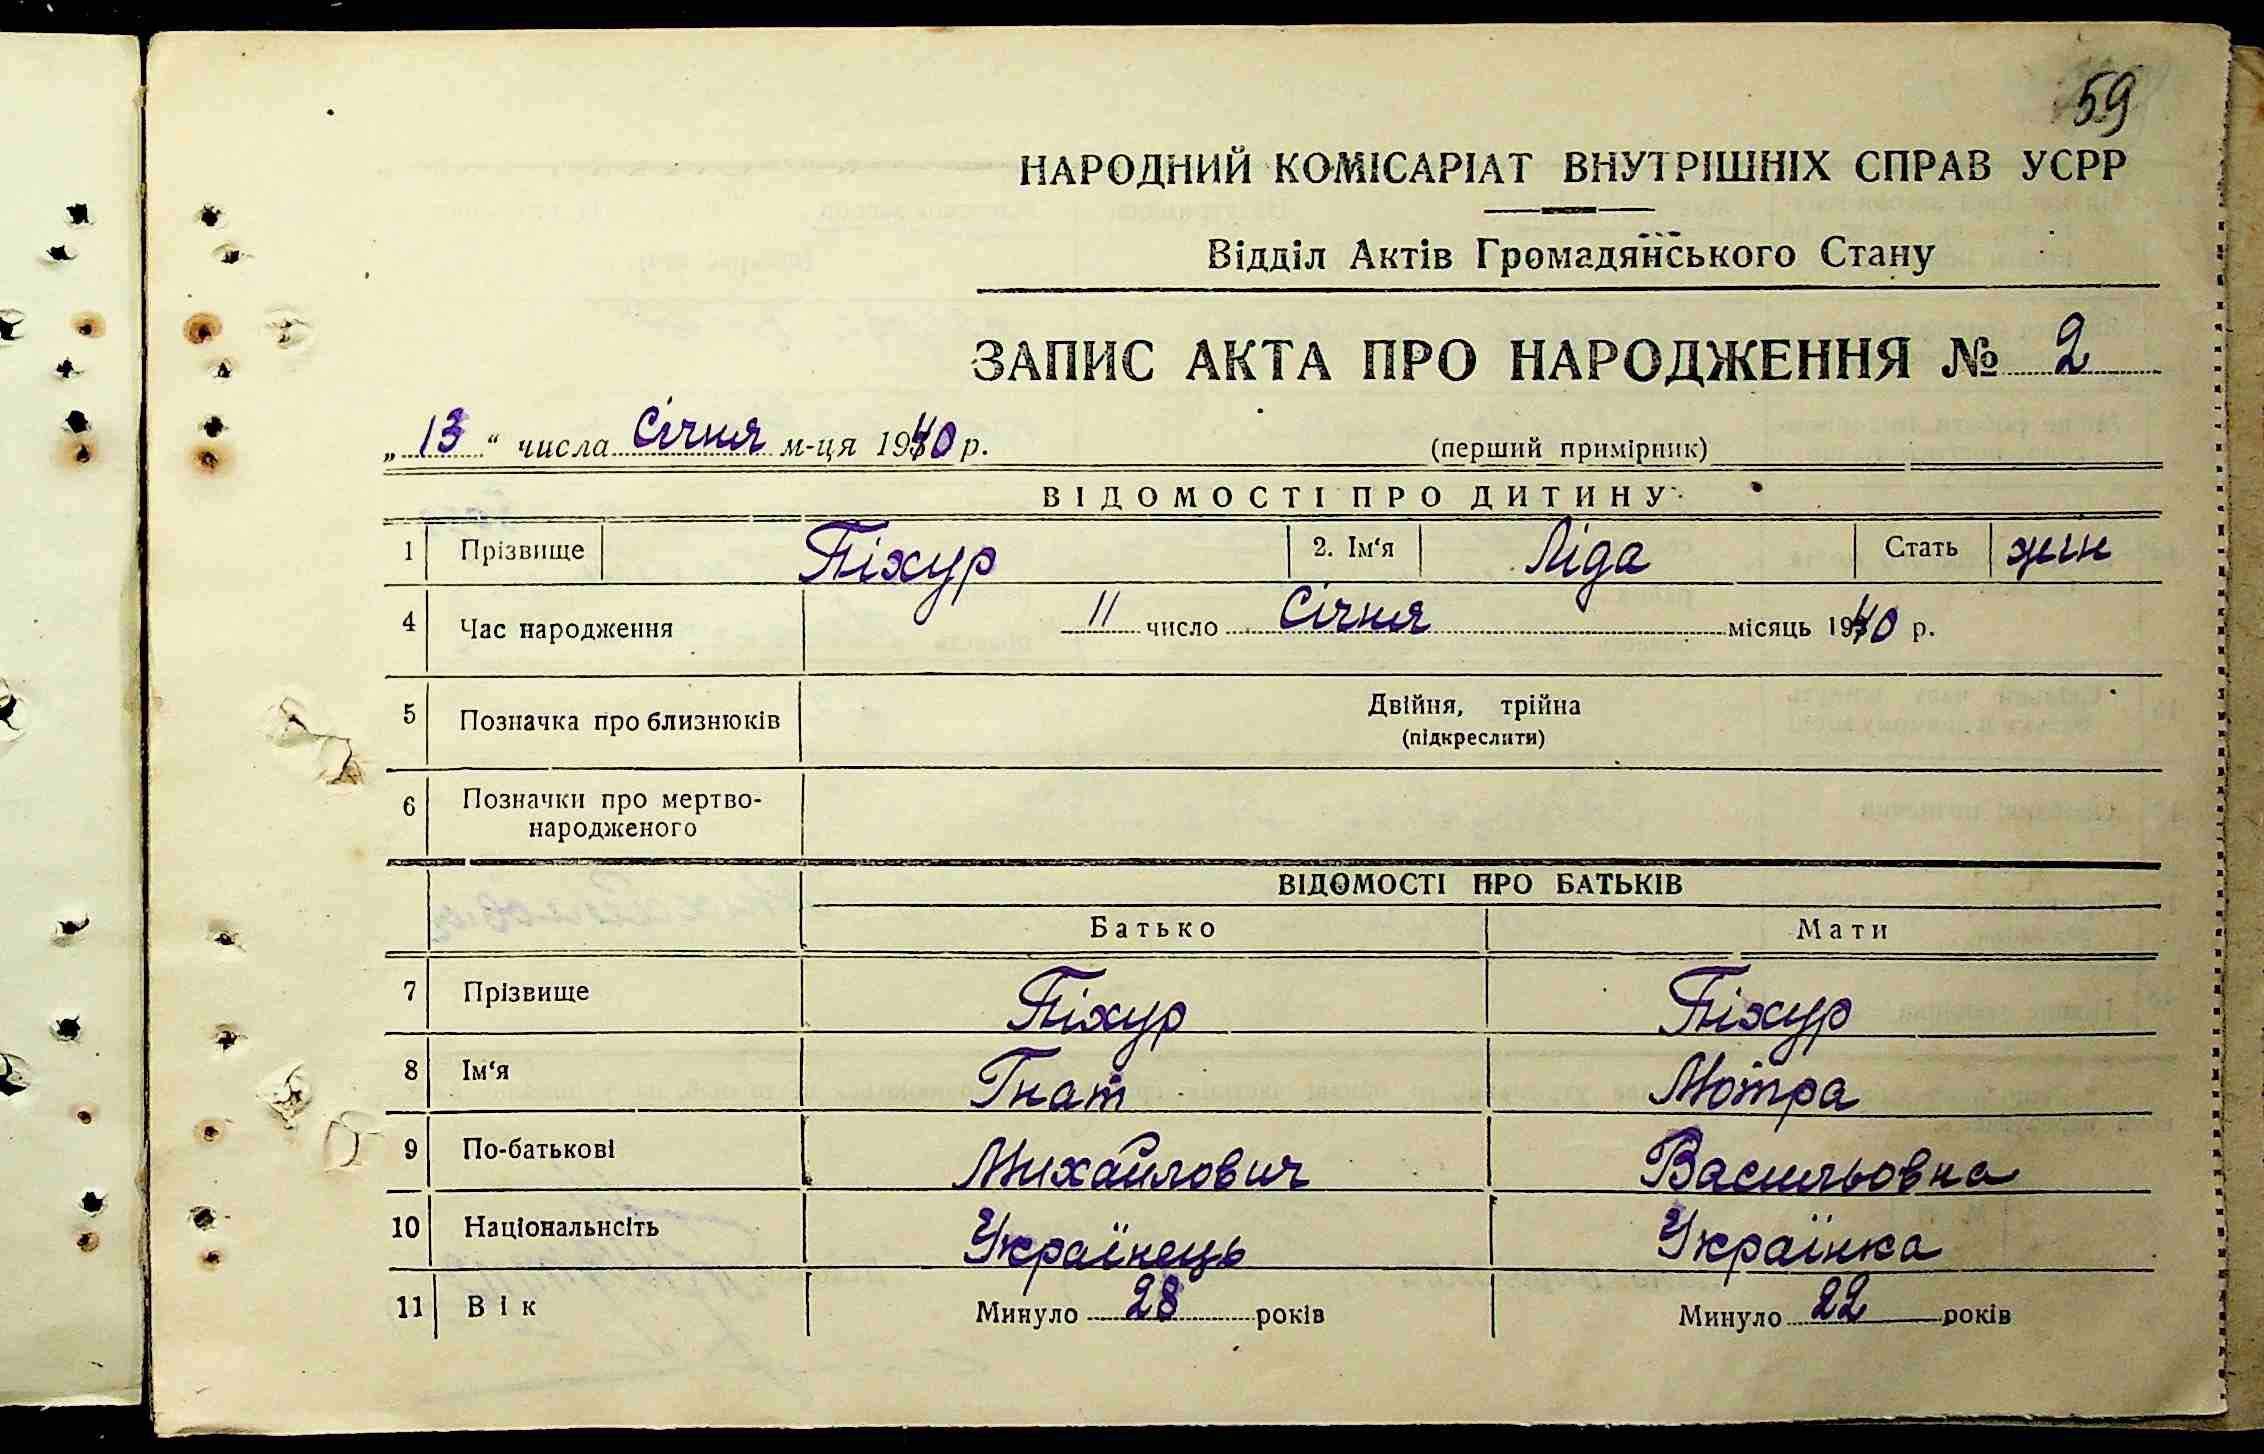 59
НАРОДНИЙ КОМІСАРІАТ ВНУТРІШНІХ СПРАВ УСРР
Відділ Актів Громадянського Стану
ЗАПИС АКТА ПРО НАРОДЖЕННЯ № 2
„13“ числа Січня м-ця 1940 р. (перший примірник)
ВІДОМОСТІ ПРО ДИТИНУ
1 Прізвище Піхур 2. Ім‘я Ліда Стать жін
4 Час народження 11 число Січня місяць 1940 р.
5 Позначка про близнюків Двійня, трійна
(підкреслити)
6 Позначки про мертво-
народженого
ВІДОМОСТІ ПРО БАТЬКІВ
Батько Мати
7 Прізвище Піхур Піхур
8 Ім‘я Гнат Мотря
9 По-батькові Михайлович Васильовна
10 Національнсіть Українець Українка
11 Вік Минуло 28 років Минуло 22 років